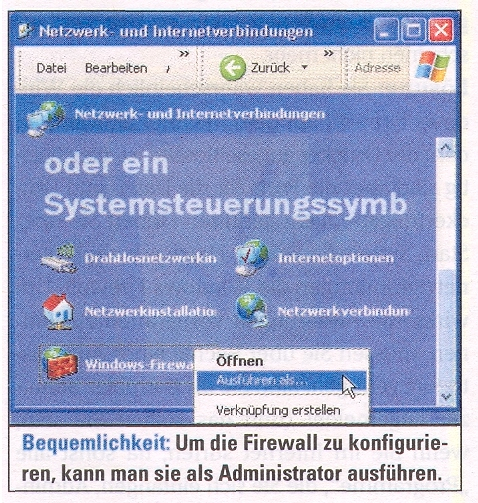 Netzwerk- und Internetverbindungen
Datei Bearbeiten » Zurück » Adresse
Netzwerk- und Internetverbindungen
oder ein
Systemsteuerungssymb
Drahtlosnetzwerkin Internetoptionen
Netzwerkinstallatio Netzwerkverbindun
Windows-Firewa
Öffnen
Ausführen als...
Verknüpfung erstellen
Bequemlichkeit: Um die Firewall zu konfigurie-
ren, kann man sie als Administrator ausführen.